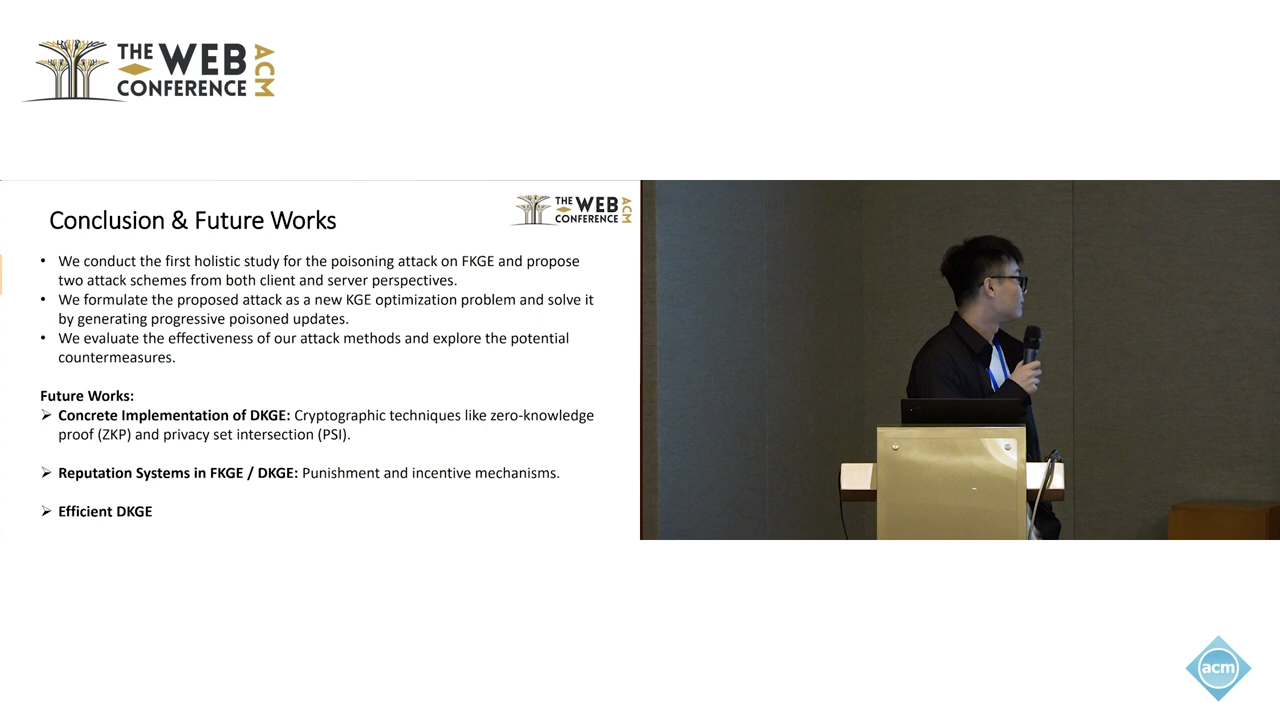 THE WEB
CONFERENCE
ACM
Conclusion & Future Works
THE WEB
CONFERENCE
ACM
• We conduct the first holistic study for the poisoning attack on FKGE and propose
two attack schemes from both client and server perspectives.
• We formulate the proposed attack as a new KGE optimization problem and solve it
by generating progressive poisoned updates.
• We evaluate the effectiveness of our attack methods and explore the potential
countermeasures.
Future Works:
➢ Concrete Implementation of DKGE: Cryptographic techniques like zero-knowledge
proof (ZKP) and privacy set intersection (PSI).
➢ Reputation Systems in FKGE / DKGE: Punishment and incentive mechanisms.
➢ Efficient DKGE
acm